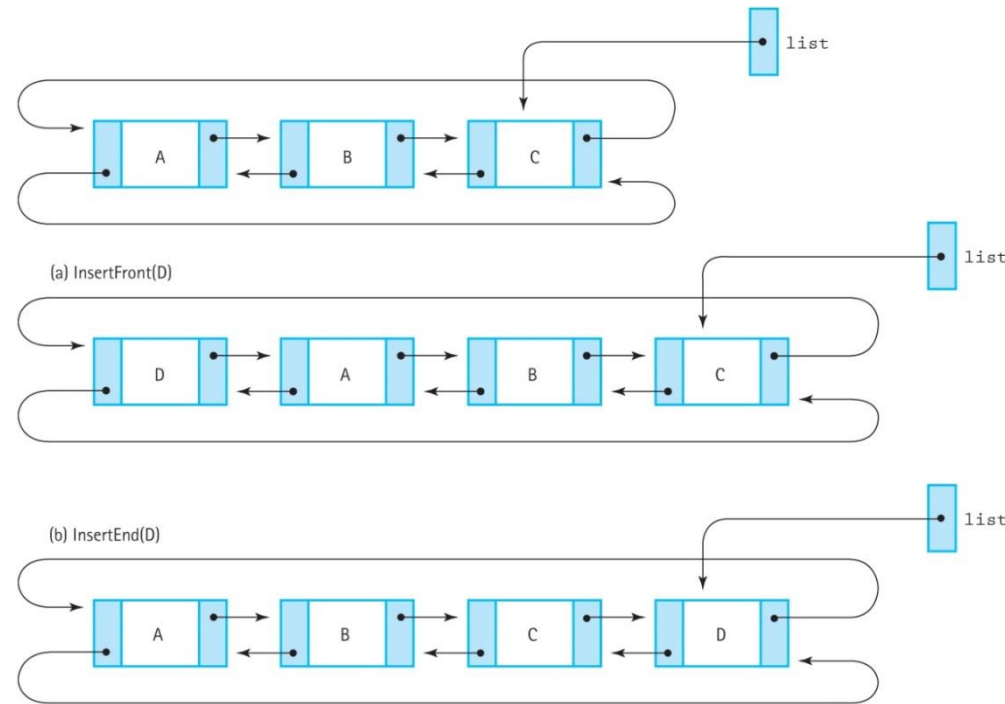 list
A B C
(a) InsertFront(D)
list
D A B C
(b) InsertEnd(D)
list
A B C D